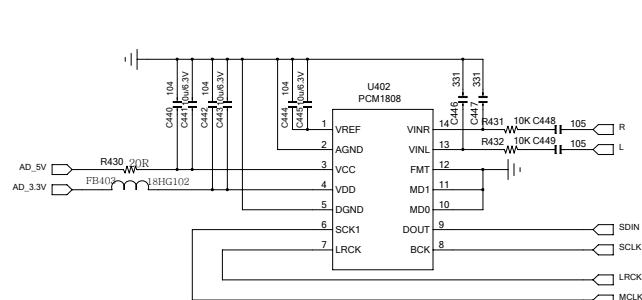 U402
PCM1808
104
C440
10u/6.3V
C441
104
C442
10u/6.3V
C443
104
C444
10u/6.3V
C445
331
C446
331
C447
1 VREF VINR 14 R431 10K C448 105 R
2 AGND VINL 13 R432 10K C449 105 L
AD_5V R430 20R 3 VCC FMT 12
AD_3.3V FB403 18HG102 4 VDD MD1 11
5 DGND MD0 10
6 SCK1 DOUT 9 SDIN
7 LRCK BCK 8 SCLK
LRCK
MCLK